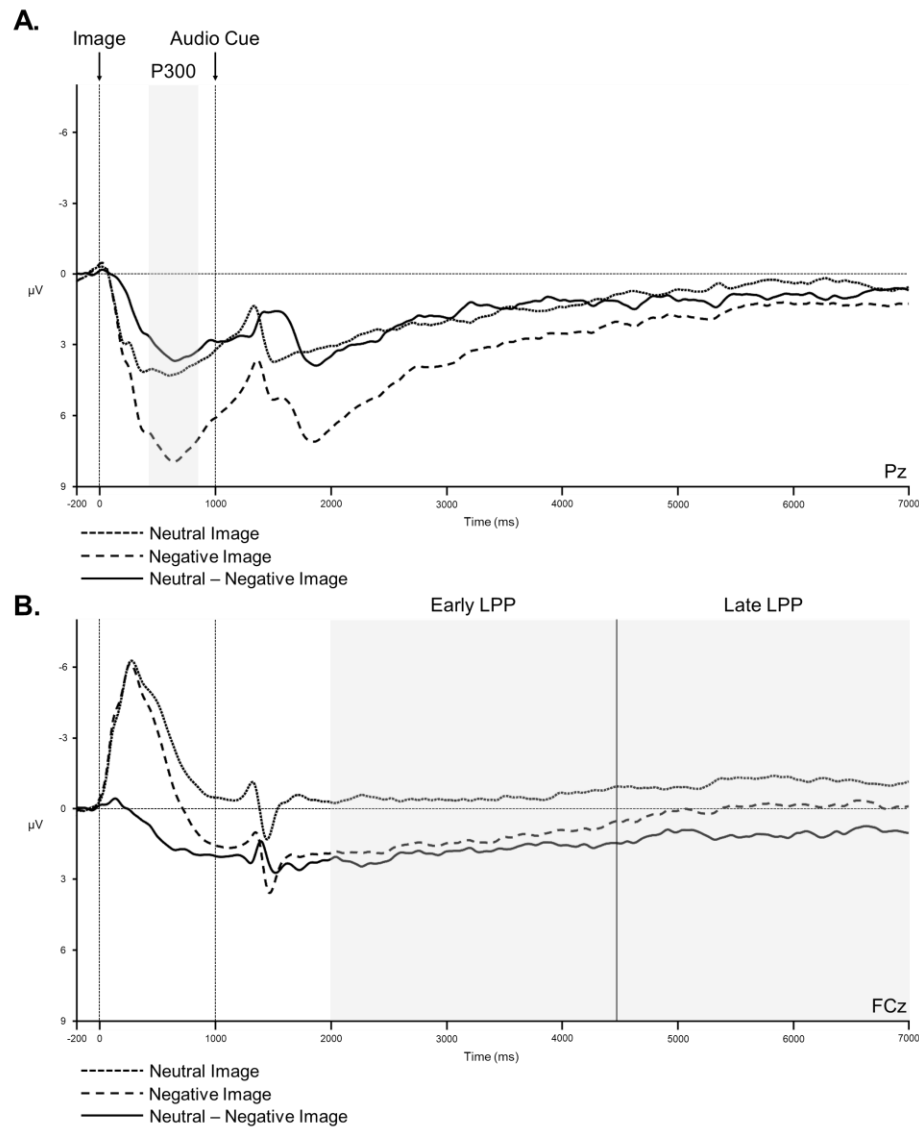 A.
Image Audio Cue
P300
-6
-3
0
µV
3
6
9
Pz
-200 0 1000 2000 3000 4000 5000 6000 7000
Time (ms)
Neutral Image
Negative Image
Neutral – Negative Image
B.
Early LPP Late LPP
-6
-3
0
µV
3
6
9
FCz
-200 0 1000 2000 3000 4000 5000 6000 7000
Time (ms)
Neutral Image
Negative Image
Neutral – Negative Image